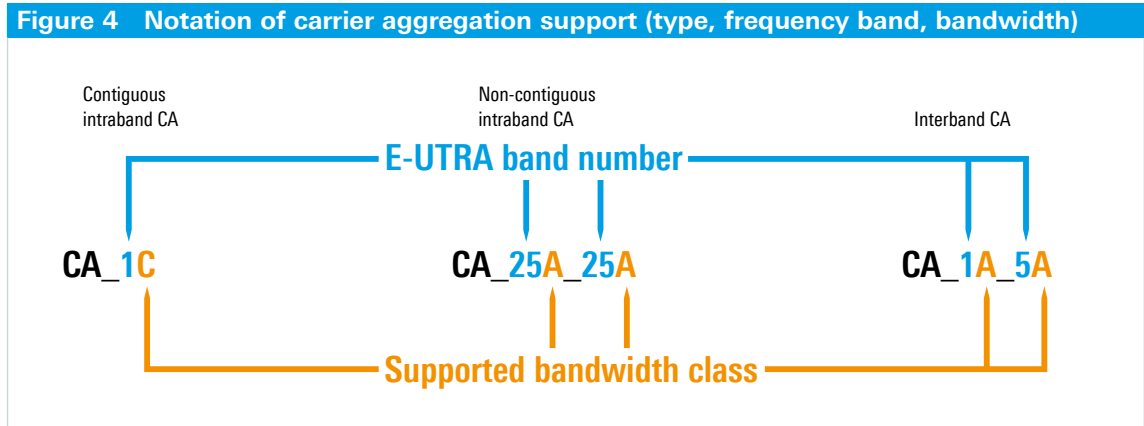 Figure 4 Notation of carrier aggregation support (type, frequency band, bandwidth)
Contiguous
intraband CA
Non-contiguous
intraband CA
Interband CA
E-UTRA band number
CA_1C
CA_25A_25A
CA_1A_5A
Supported bandwidth class